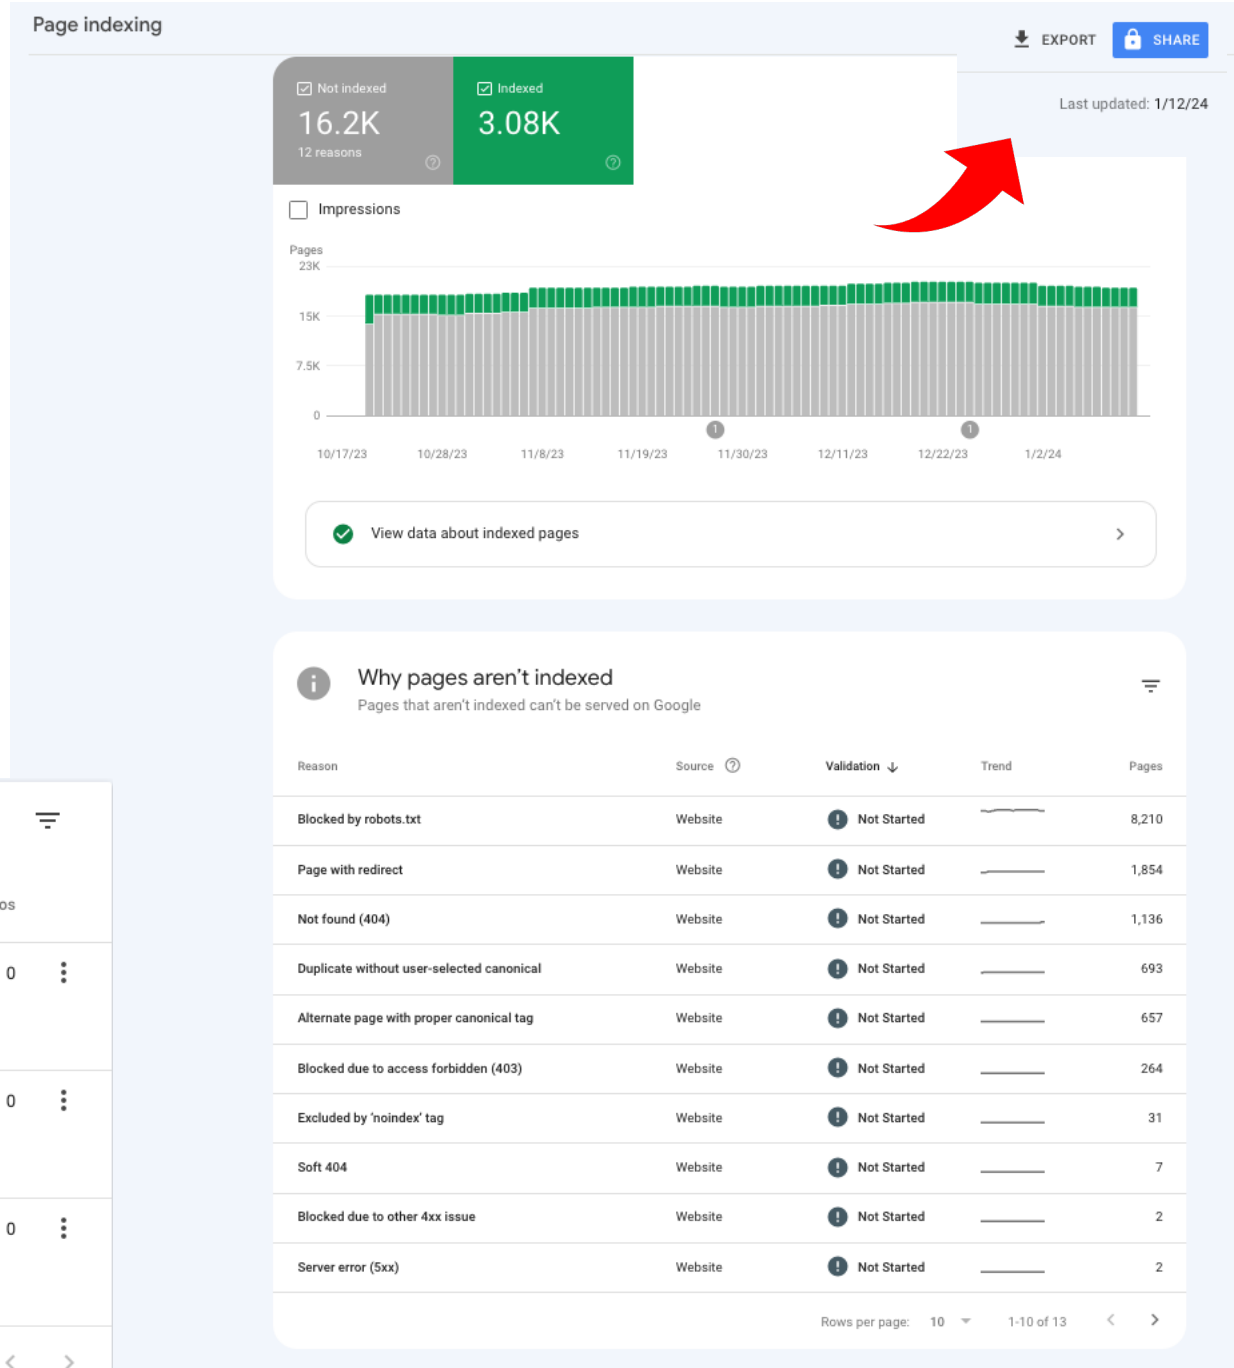 Page indexing
EXPORT
SHARE
Last updated: 1/12/24
Not indexed
16.2K
12 reasons
Indexed
3.08K
Impressions
Pages
23K
15K
7.5K
0
1
1
10/17/23 10/28/23 11/8/23 11/19/23 11/30/23 12/11/23 12/22/23 1/2/24
View data about indexed pages
Why pages aren't indexed
Pages that aren't indexed can't be served on Google
Reason Source Validation Trend Pages
Blocked by robots.txt Website Not Started 8,210
Page with redirect Website Not Started 1,854
Not found (404) Website Not Started 1,136
Duplicate without user-selected canonical Website Not Started 693
Alternate page with proper canonical tag Website Not Started 657
Blocked due to access forbidden (403) Website Not Started 264
Excluded by 'noindex' tag Website Not Started 31
Soft 404 Website Not Started 7
Blocked due to other 4xx issue Website Not Started 2
Server error (5xx) Website Not Started 2
Rows per page: 10 1-10 of 13
os
0
0
0